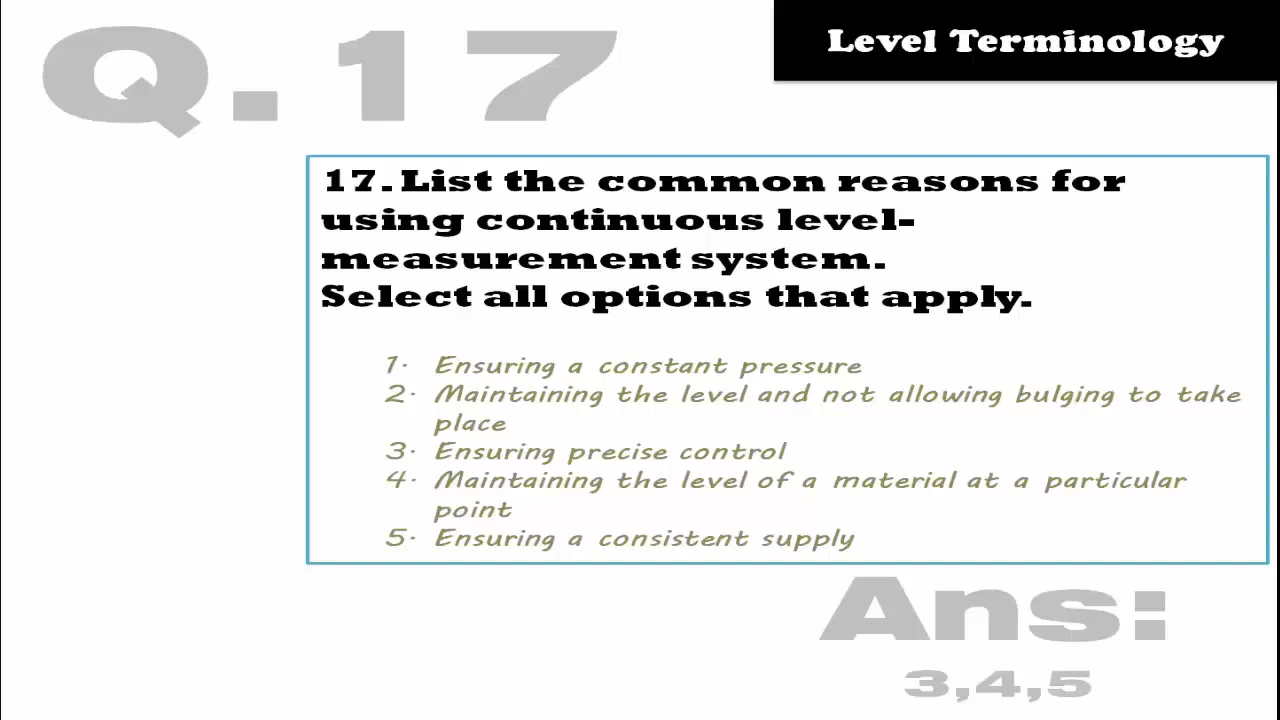 Q.17
Level Terminology
17. List the common reasons for
using continuous level-
measurement system.
Select all options that apply.
1. Ensuring a constant pressure
2. Maintaining the level and not allowing bulging to take
place
3. Ensuring precise control
4. Maintaining the level of a material at a particular
point
5. Ensuring a consistent supply
Ans:
3,4,5